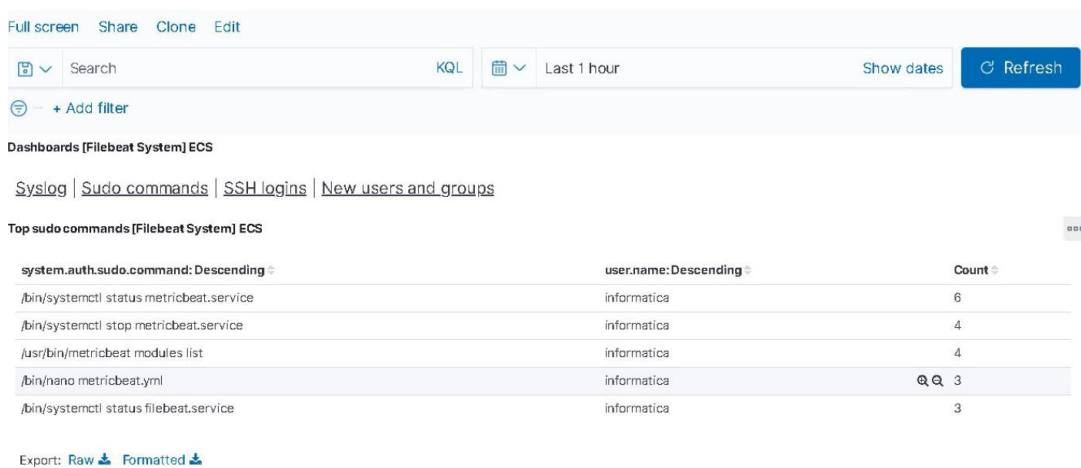 Full screen Share Clone Edit
Search KQL Last 1 hour Show dates Refresh
+ Add filter
Dashboards [Filebeat System] ECS
Syslog | Sudo commands | SSH logins | New users and groups
Top sudo commands [Filebeat System] ECS
system.auth.sudo.command: Descending user.name: Descending Count
/bin/systemctl status metricbeat.service informatica 6
/bin/systemctl stop metricbeat.service informatica 4
/usr/bin/metricbeat modules list informatica 4
/bin/nano metricbeat.yml informatica 3
/bin/systemctl status filebeat.service informatica 3
Export: Raw Formatted